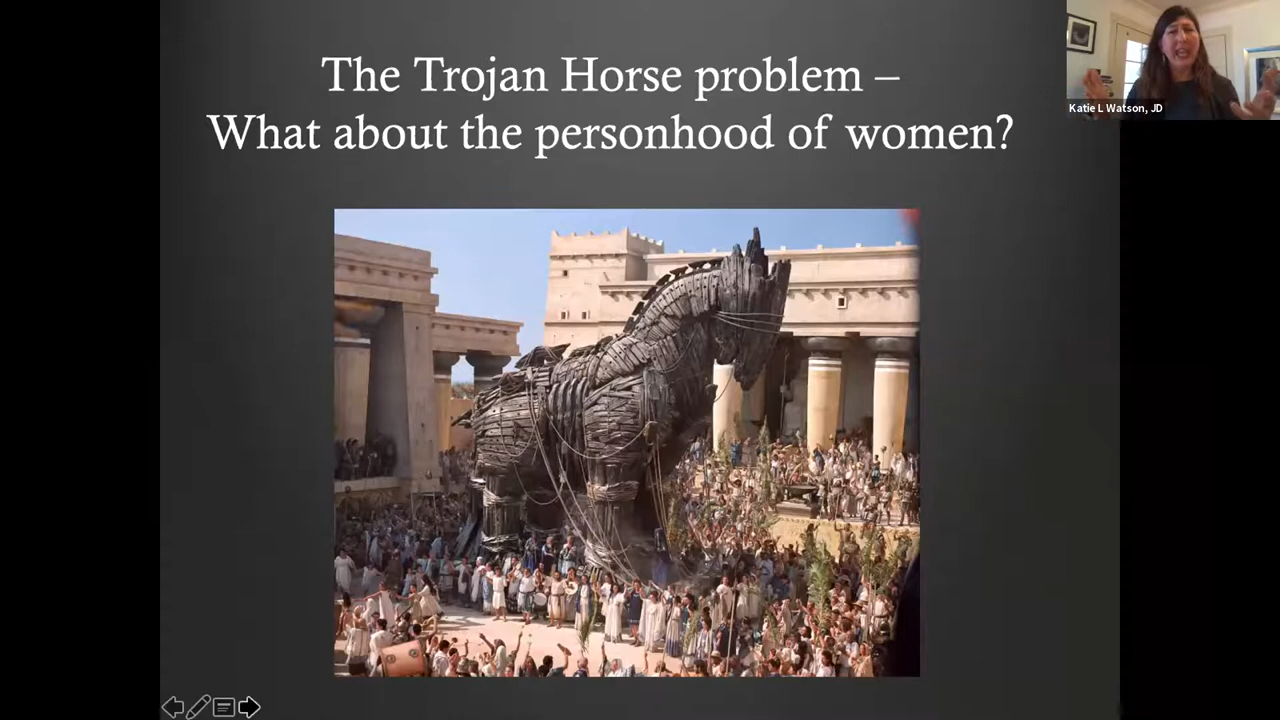 The Trojan Horse problem –
What about the personhood of women?
Katie L Watson, JD